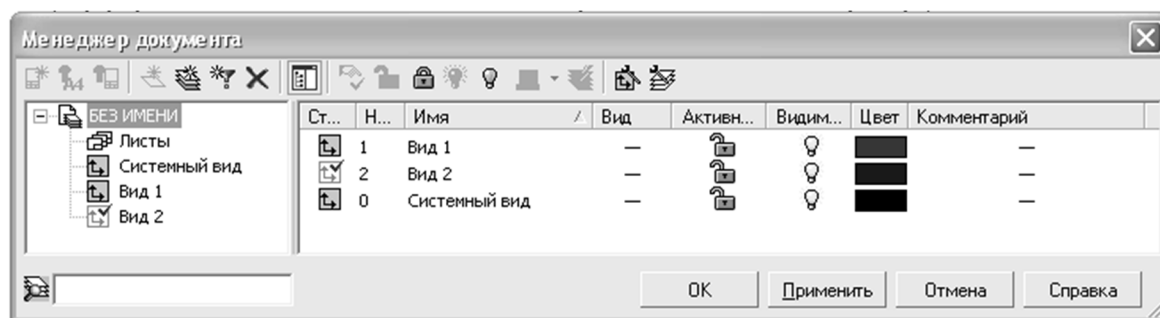 Менеджер документа
A4
БЕЗ ИМЕНИ
Листы
Системный вид
Вид 1
Вид 2
Ст... Н... Имя Вид Активн... Видим... Цвет Комментарий
1 Вид 1 — —
2 Вид 2 — —
0 Системный вид — —
OK Применить Отмена Справка